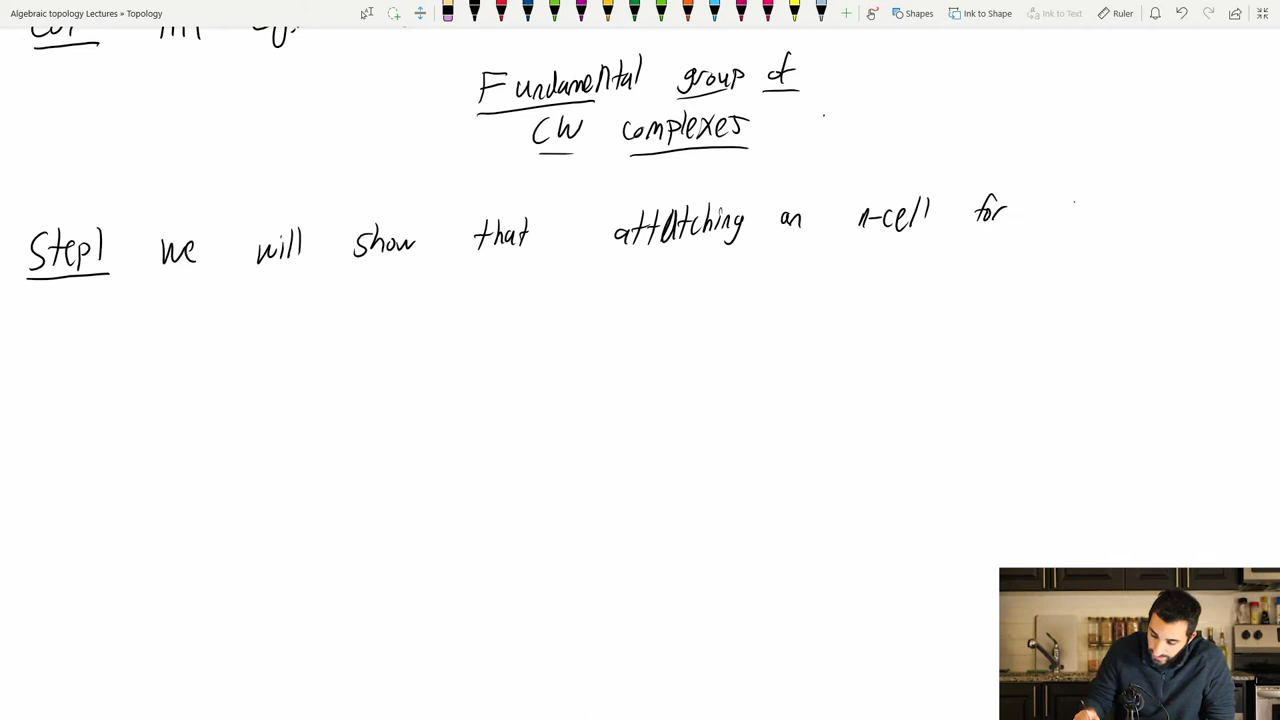 Algebraic topology Lectures » Topology
Shapes
Ink to Shape
Ink to Text
Ruler
Fundamental group of
CW complexes
Step1 we will show that attatching an n-cell for